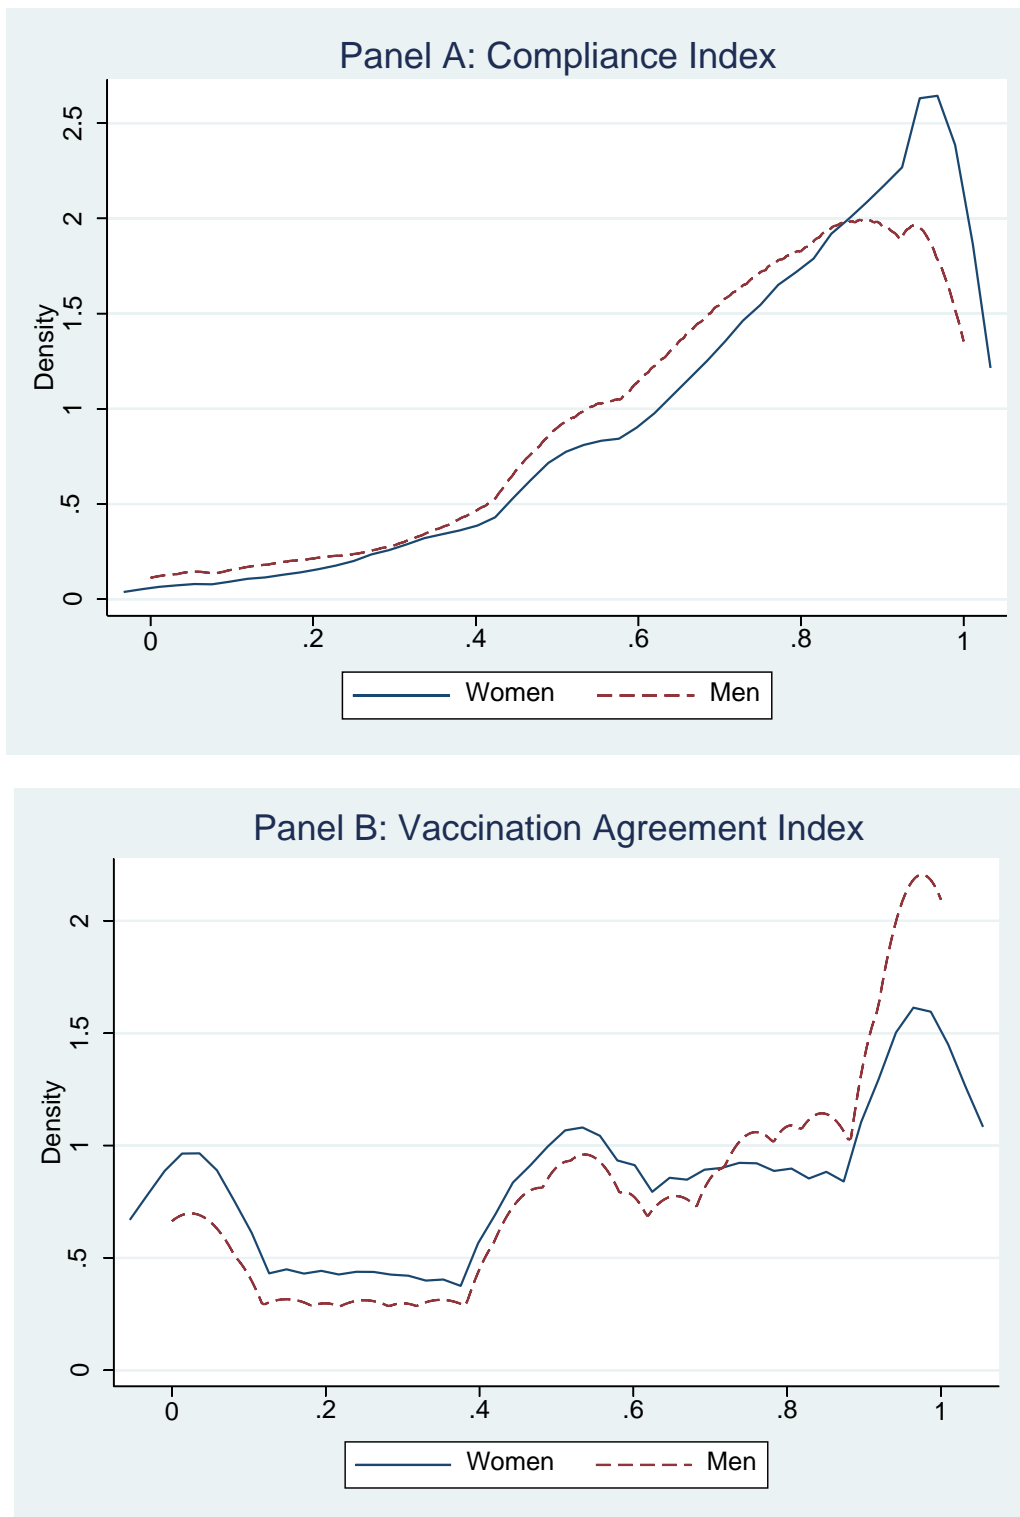 Panel A: Compliance Index
Density
2.5
2
1.5
1
.5
0
0 .2 .4 .6 .8 1
Women Men
Panel B: Vaccination Agreement Index
Density
2
1.5
1
.5
0
0 .2 .4 .6 .8 1
Women Men